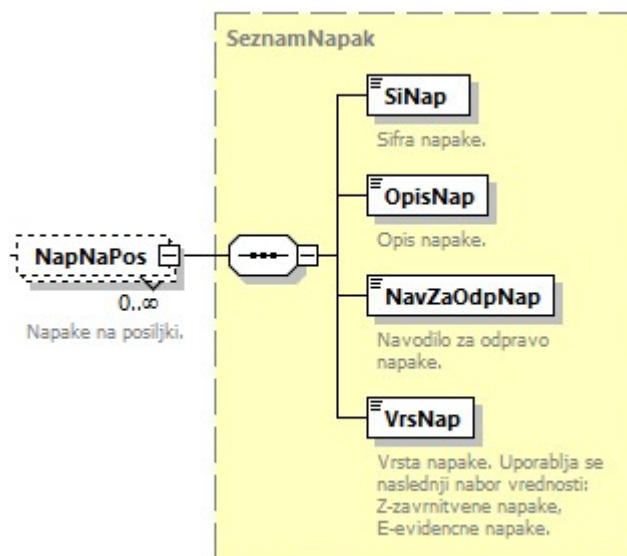 SeznamNapak
SiNap
Sifra napake.
OpisNap
Opis napake.
NapNaPos
0..∞
Napake na posiljki.
NavZaOdpNap
Navodilo za odpravo
napake.
VrsNap
Vrsta napake. Uporablja se
naslednji nabor vrednosti:
Z-zavrnitvene napake,
E-evidencne napake.